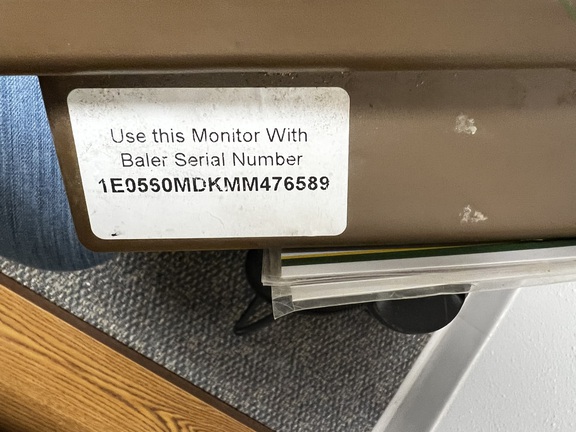 Use this Monitor With
Baler Serial Number
1E0560MDKMM476589